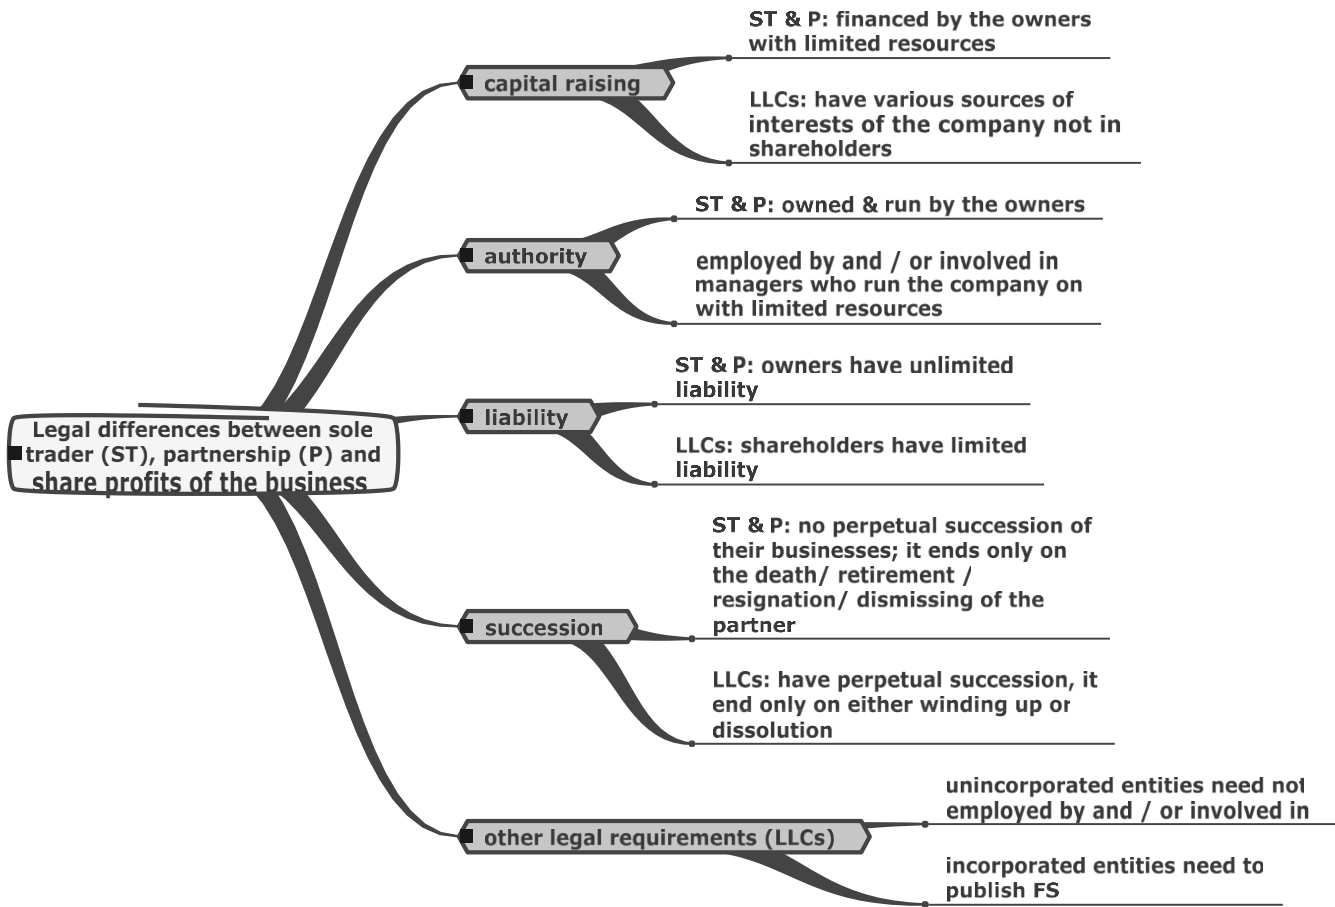 ST & P: financed by the owners
with limited resources
capital raising
LLCs: have various sources of
interests of the company not in
shareholders
ST & P: owned & run by the owners
authority
employed by and / or involved in
managers who run the company on
with limited resources
ST & P: owners have unlimited
liability
liability
LLCs: shareholders have limited
liability
Legal differences between sole
trader (ST), partnership (P) and
share profits of the business
ST & P: no perpetual succession of
their businesses; it ends only on
the death/ retirement /
resignation/ dismissing of the
partner
succession
LLCs: have perpetual succession, it
end only on either winding up or
dissolution
unincorporated entities need not
employed by and / or involved in
other legal requirements (LLCs)
incorporated entities need to
publish FS